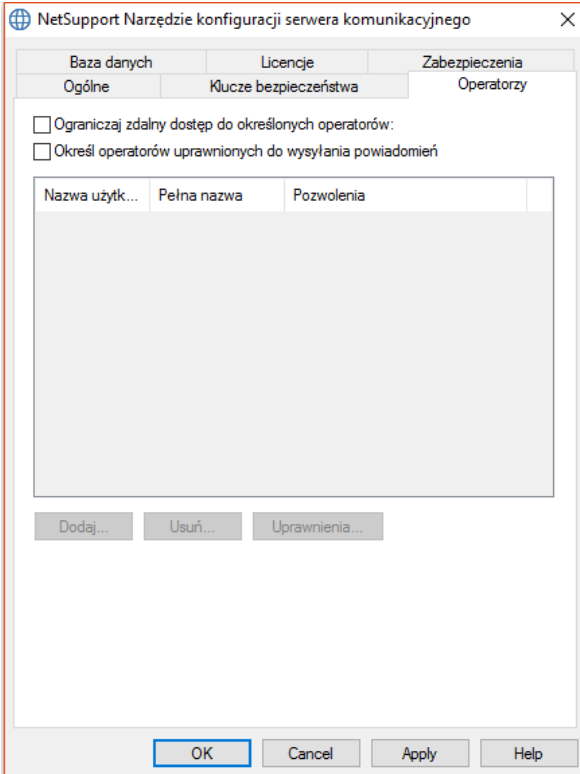 NetSupport Narzędzie konfiguracji serwera komunikacyjnego
Baza danych Licencje Zabezpieczenia
Ogólne Klucze bezpieczeństwa Operatorzy
Ograniczaj zdalny dostęp do określonych operatorów:
Określ operatorów uprawnionych do wysyłania powiadomień
Nazwa użytk... Pełna nazwa Pozwolenia
Dodaj... Usuń... Uprawnienia...
OK Cancel Apply Help